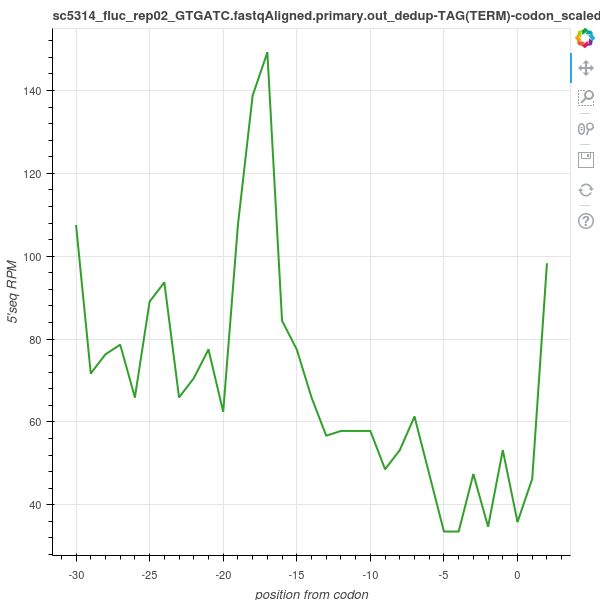 sc5314_fluc_rep02_GTGATC.fastqAligned.primary.out_dedup-TAG(TERM)-codon_scaled
140
120
100
80
60
40
5'seq RPM
-30 -25 -20 -15 -10 -5 0
position from codon